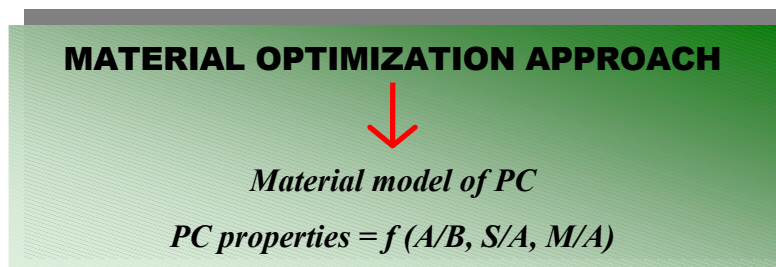 MATERIAL OPTIMIZATION APPROACH
Material model of PC
PC properties = f (A/B, S/A, M/A)